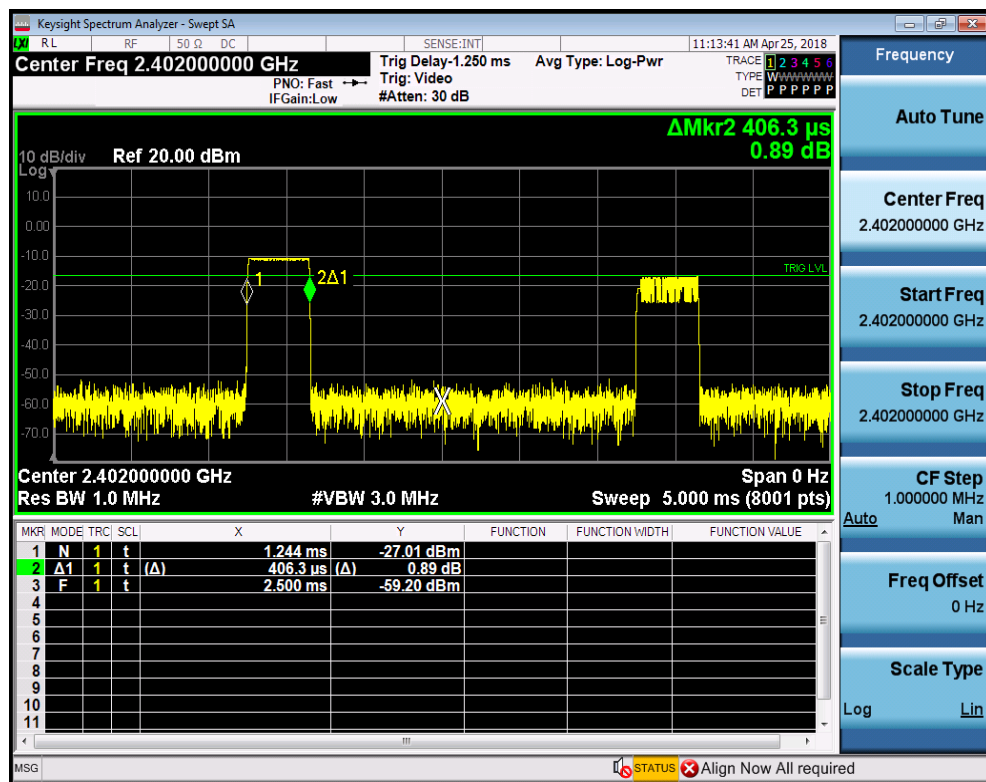 Keysight Spectrum Analyzer - Swept SA
LXI RL RF 50 Ω DC SENSE:INT 11:13:41 AM Apr 25, 2018
Center Freq 2.402000000 GHz
PNO: Fast
IFGain:Low
Trig Delay-1.250 ms
Trig: Video
#Atten: 30 dB
Avg Type: Log-Pwr
TRACE 1 2 3 4 5 6
TYPE WWWWWW
DET P P P P P P
ΔMkr2 406.3 µs
0.89 dB
10 dB/div Ref 20.00 dBm
Log
10.0
0.00
-10.0
-20.0
-30.0
-40.0
-50.0
-60.0
-70.0
1
2Δ1
TRIG LVL
X
Center 2.402000000 GHz Span 0 Hz
Res BW 1.0 MHz #VBW 3.0 MHz Sweep 5.000 ms (8001 pts)
MKR MODE TRC SCL X Y FUNCTION FUNCTION WIDTH FUNCTION VALUE
1 N 1 t 1.244 ms -27.01 dBm
2 Δ1 1 t (Δ) 406.3 µs (Δ) 0.89 dB
3 F 1 t 2.500 ms -59.20 dBm
4
5
6
7
8
9
10
11
MSG STATUS Align Now All required
Frequency
Auto Tune
Center Freq
2.402000000 GHz
Start Freq
2.402000000 GHz
Stop Freq
2.402000000 GHz
CF Step
1.000000 MHz
Auto Man
Freq Offset
0 Hz
Scale Type
Log Lin